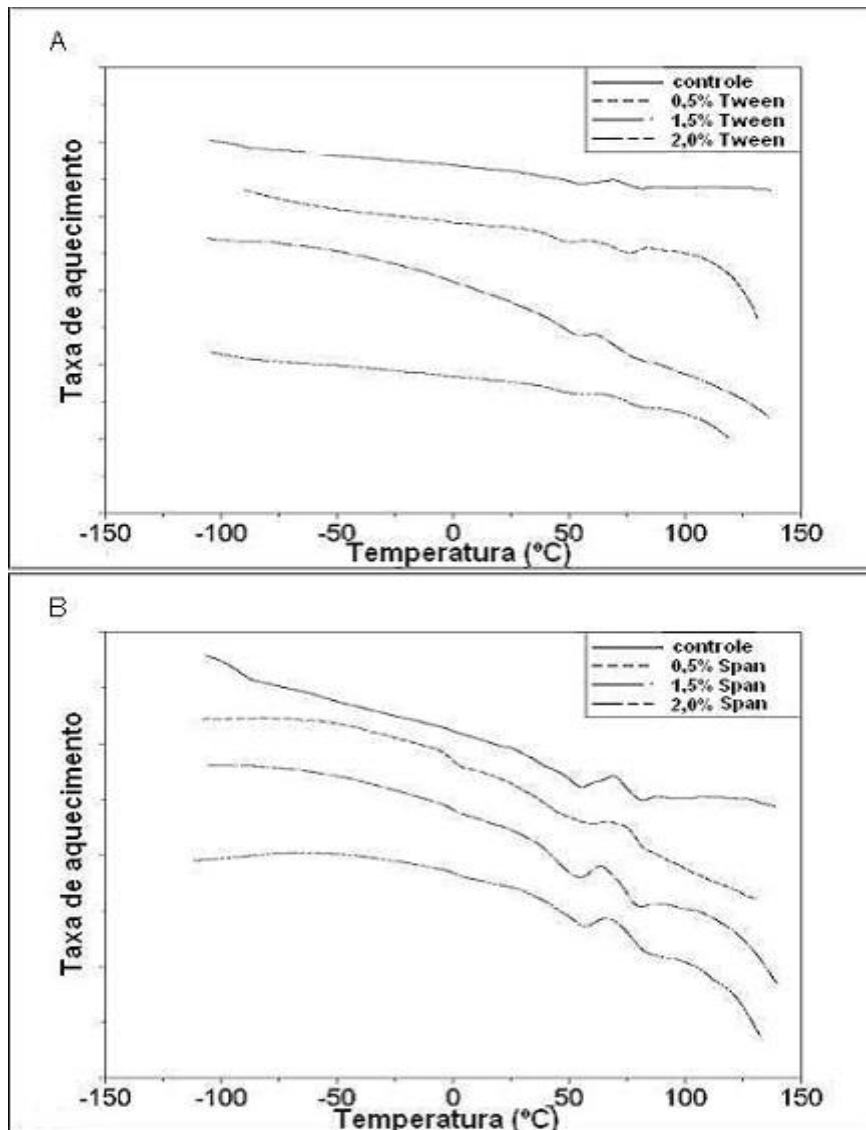 A
controle
0,5% Tween
1,5% Tween
2,0% Tween
Taxa de aquecimento
-150 -100 -50 0 50 100 150
Temperatura (ºC)
B
controle
0,5% Span
1,5% Span
2,0% Span
Taxa de aquecimento
-150 -100 -50 0 50 100 150
Temperatura (ºC)